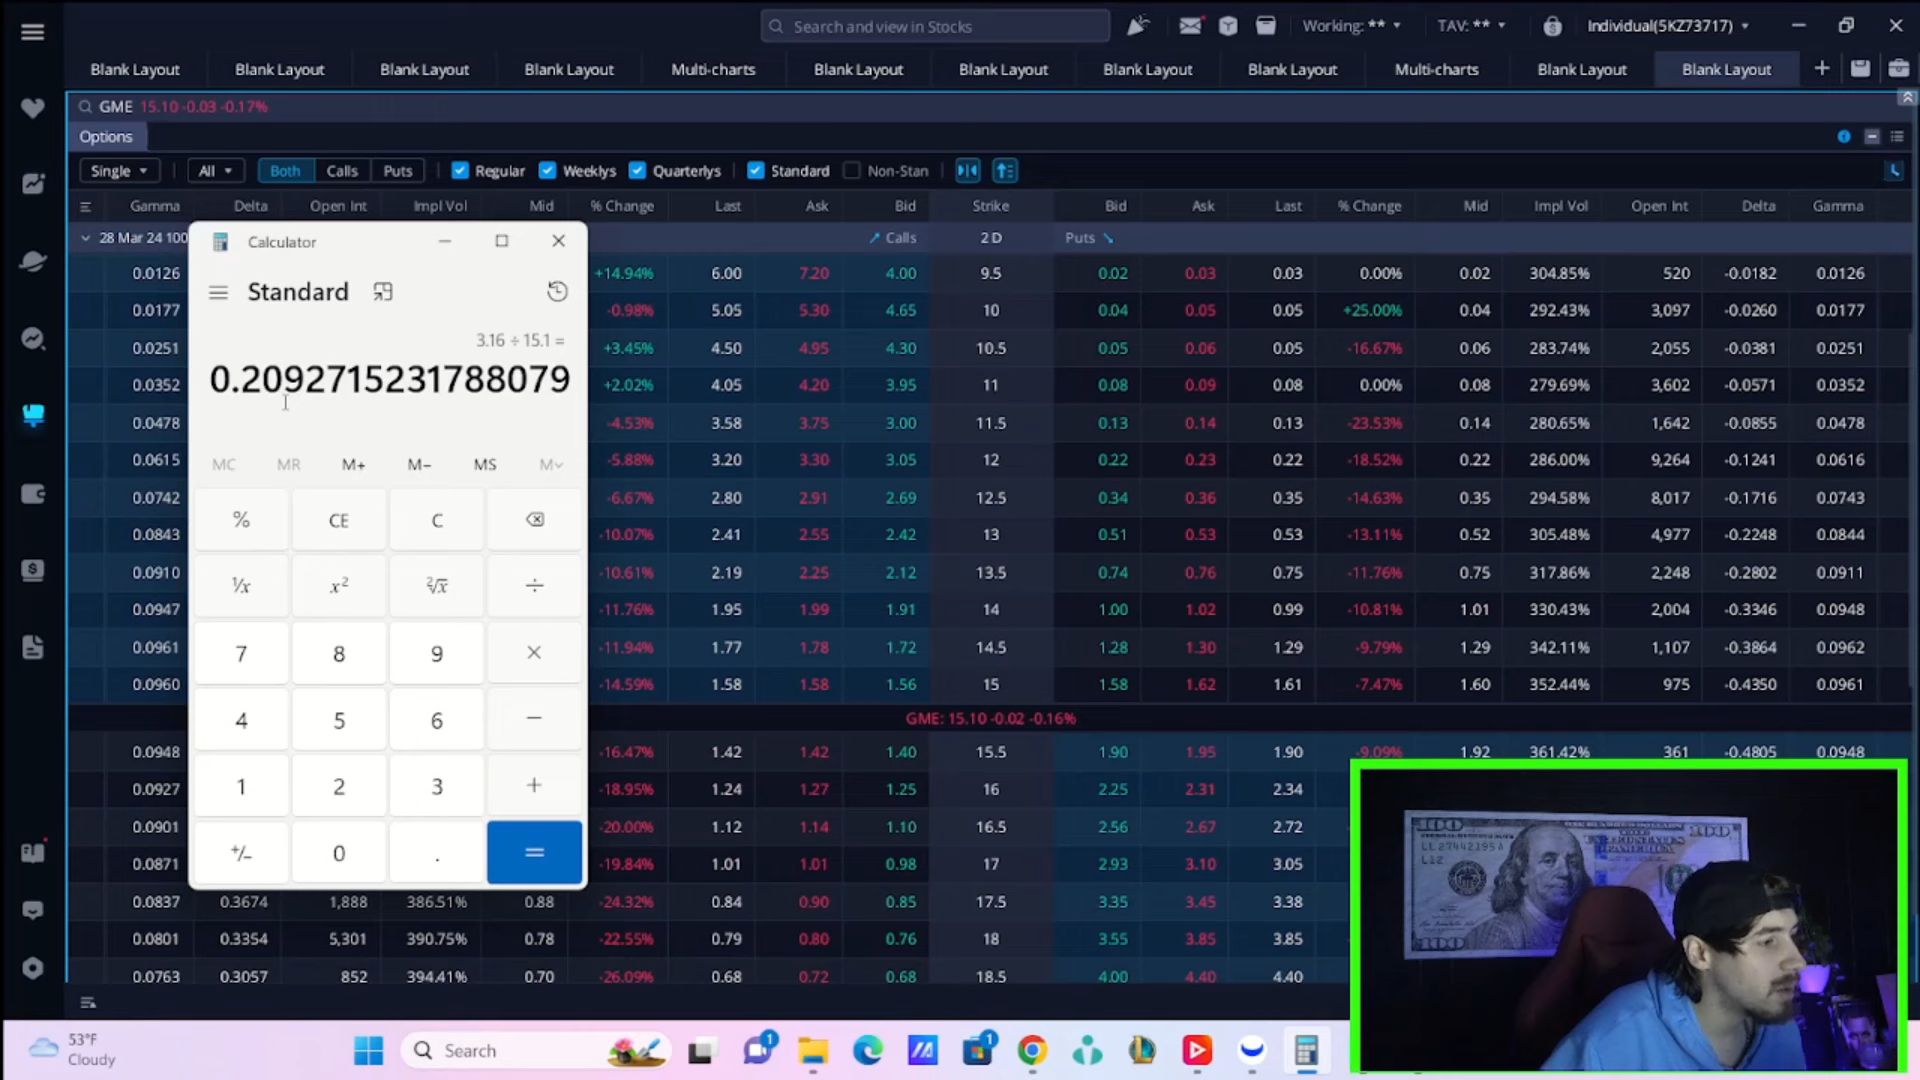 Search and view in Stocks Working: ** TAV: ** Individual(5KZ73717)
Blank Layout Blank Layout Blank Layout Blank Layout Multi-charts Blank Layout Blank Layout Blank Layout Blank Layout Multi-charts Blank Layout Blank Layout
GME 15.10 -0.03 -0.17%
Options
Single All Both Calls Puts Regular Weeklys Quarterlys Standard Non-Stan
Gamma Delta Open Int Impl Vol Mid % Change Last Ask Bid Strike Bid Ask Last % Change Mid Impl Vol Open Int Delta Gamma
28 Mar 24 100 Calls 2 D Puts
0.0126 +14.94% 6.00 7.20 4.00 9.5 0.02 0.03 0.03 0.00% 0.02 304.85% 520 -0.0182 0.0126
0.0177 -0.98% 5.05 5.30 4.65 10 0.04 0.05 0.05 +25.00% 0.04 292.43% 3,097 -0.0260 0.0177
0.0251 +3.45% 4.50 4.95 4.30 10.5 0.05 0.06 0.05 -16.67% 0.06 283.74% 2,055 -0.0381 0.0251
0.0352 +2.02% 4.05 4.20 3.95 11 0.08 0.09 0.08 0.00% 0.08 279.69% 3,602 -0.0571 0.0352
0.0478 -4.53% 3.58 3.75 3.00 11.5 0.13 0.14 0.13 -23.53% 0.14 280.65% 1,642 -0.0855 0.0478
0.0615 -5.88% 3.20 3.30 3.05 12 0.22 0.23 0.22 -18.52% 0.22 286.00% 9,264 -0.1241 0.0616
0.0742 -6.67% 2.80 2.91 2.69 12.5 0.34 0.36 0.35 -14.63% 0.35 294.58% 8,017 -0.1716 0.0743
0.0843 -10.07% 2.41 2.55 2.42 13 0.51 0.53 0.53 -13.11% 0.52 305.48% 4,977 -0.2248 0.0844
0.0910 -10.61% 2.19 2.25 2.12 13.5 0.74 0.76 0.75 -11.76% 0.75 317.86% 2,248 -0.2802 0.0911
0.0947 -11.76% 1.95 1.99 1.91 14 1.00 1.02 0.99 -10.81% 1.01 330.43% 2,004 -0.3346 0.0948
0.0961 -11.94% 1.77 1.78 1.72 14.5 1.28 1.30 1.29 -9.79% 1.29 342.11% 1,107 -0.3864 0.0962
0.0960 -14.59% 1.58 1.58 1.56 15 1.58 1.62 1.61 -7.47% 1.60 352.44% 975 -0.4350 0.0961
GME: 15.10 -0.02 -0.16%
0.0948 -16.47% 1.42 1.42 1.40 15.5 1.90 1.95 1.90 -9.09% 1.92 361.42% 361 -0.4805 0.0948
0.0927 -18.95% 1.24 1.27 1.25 16 2.25 2.31 2.34
0.0901 -20.00% 1.12 1.14 1.10 16.5 2.56 2.67 2.72
0.0871 -19.84% 1.01 1.01 0.98 17 2.93 3.10 3.05
0.0837 0.3674 1,888 386.51% 0.88 -24.32% 0.84 0.90 0.85 17.5 3.35 3.45 3.38
0.0801 0.3354 5,301 390.75% 0.78 -22.55% 0.79 0.80 0.76 18 3.55 3.85 3.85
0.0763 0.3057 852 394.41% 0.70 -26.09% 0.68 0.72 0.68 18.5 4.00 4.40 4.40
Calculator
Standard
3.16 ÷ 15.1 =
0.2092715231788079
MC MR M+ M− MS M
% CE C
1/x x² ²√x ÷
7 8 9 ×
4 5 6 −
1 2 3 +
+/− 0 . =
100 100
100
53°F
Cloudy
Search
1 1